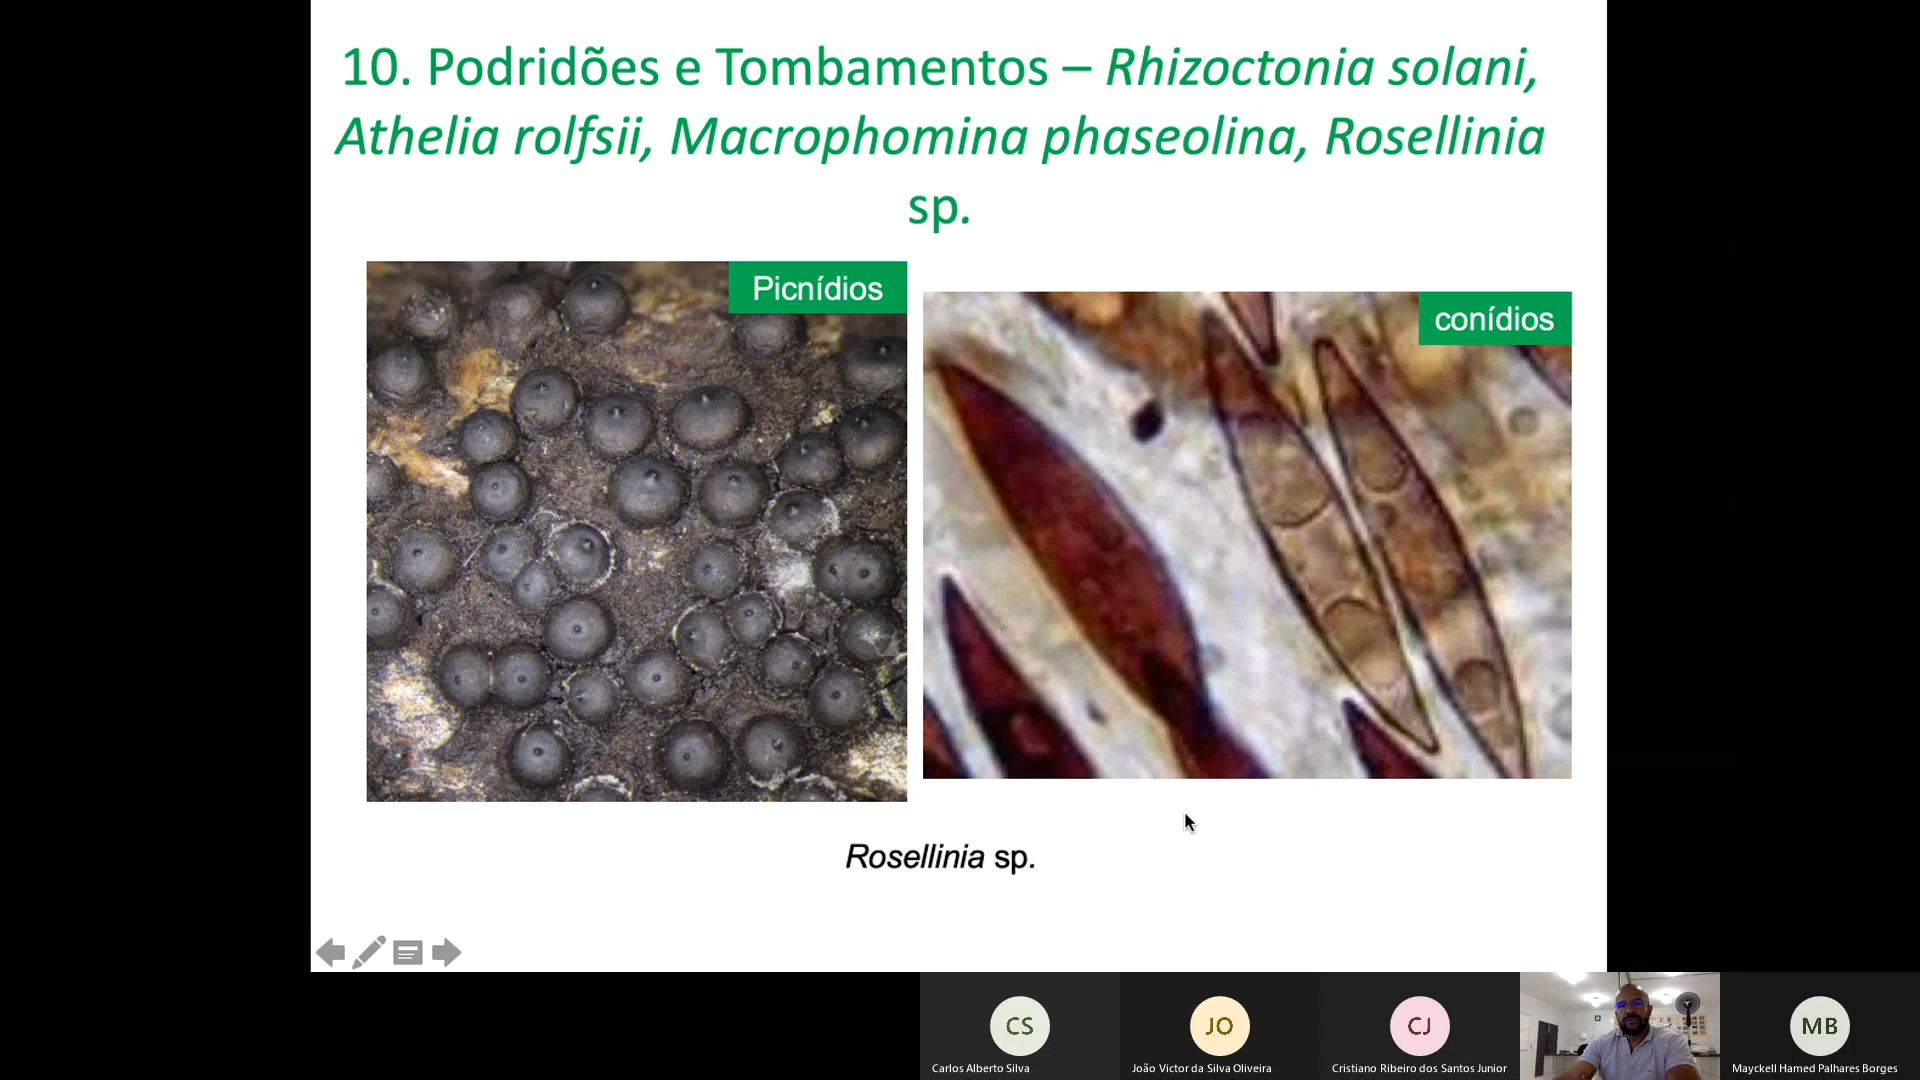 10. Podridões e Tombamentos – Rhizoctonia solani,
Athelia rolfsii, Macrophomina phaseolina, Rosellinia
sp.
Picnídios
conídios
Rosellinia sp.
CS
JO
CJ
MB
Carlos Alberto Silva
João Victor da Silva Oliveira
Cristiano Ribeiro dos Santos Junior
Mayckell Hamed Palhares Borges